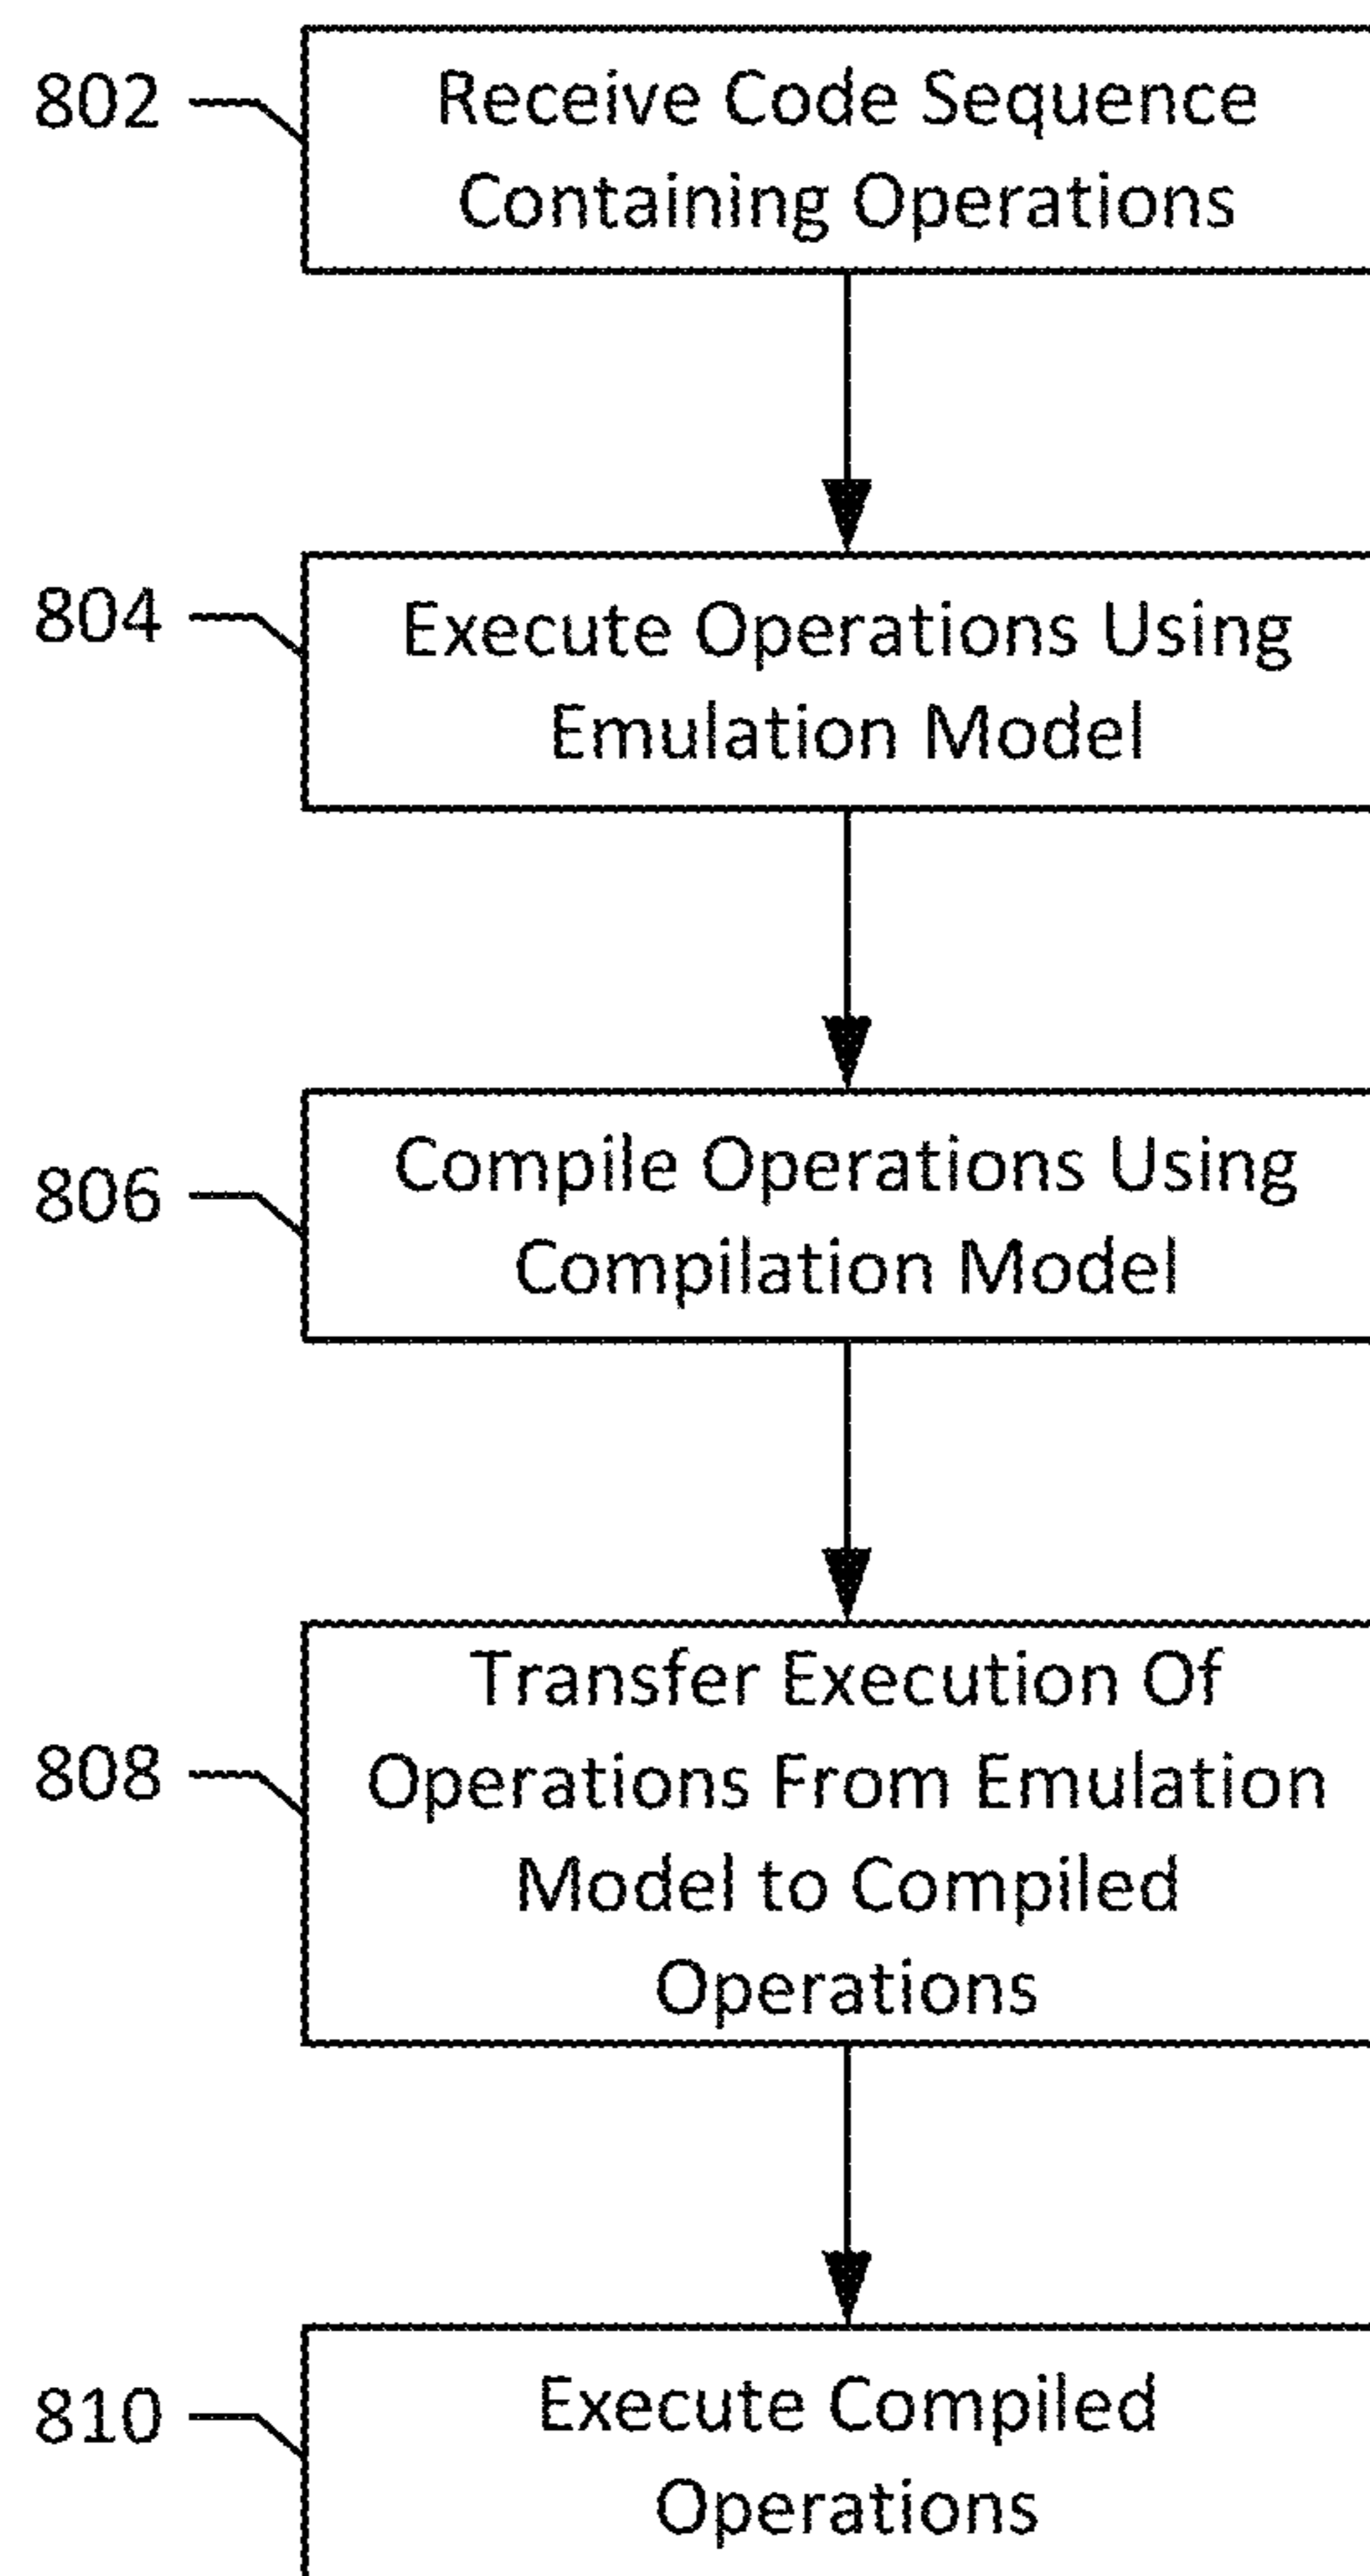 802
Receive Code Sequence
Containing Operations
804
Execute Operations Using
Emulation Model
806
Compile Operations Using
Compilation Model
808
Transfer Execution Of
Operations From Emulation
Model to Compiled
Operations
810
Execute Compiled
Operations